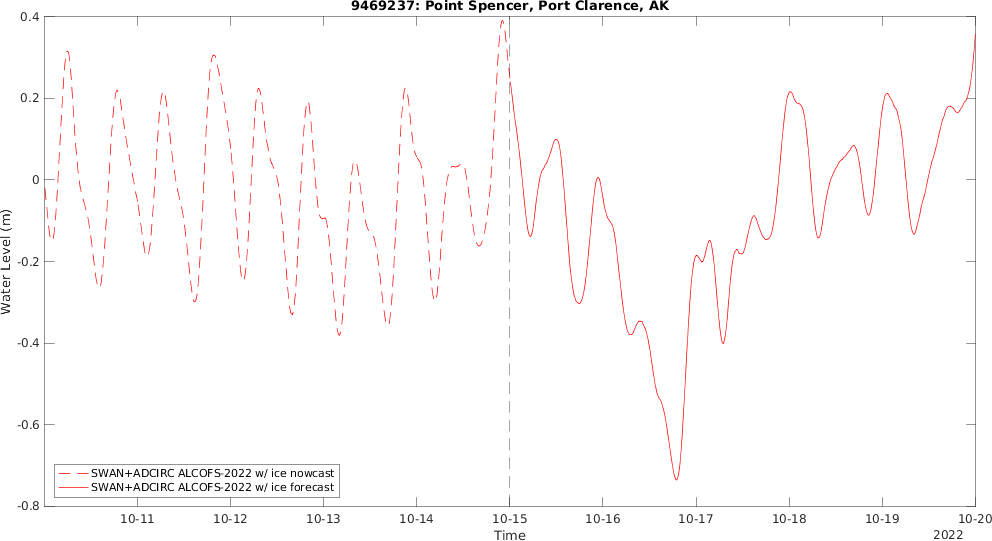 9469237: Point Spencer, Port Clarence, AK
0.4
0.2
0
-0.2
-0.4
-0.6
-0.8
Water Level (m)
SWAN+ADCIRC ALCOFS-2022 w/ ice nowcast
SWAN+ADCIRC ALCOFS-2022 w/ ice forecast
10-11 10-12 10-13 10-14 10-15 10-16 10-17 10-18 10-19 10-20
Time
2022